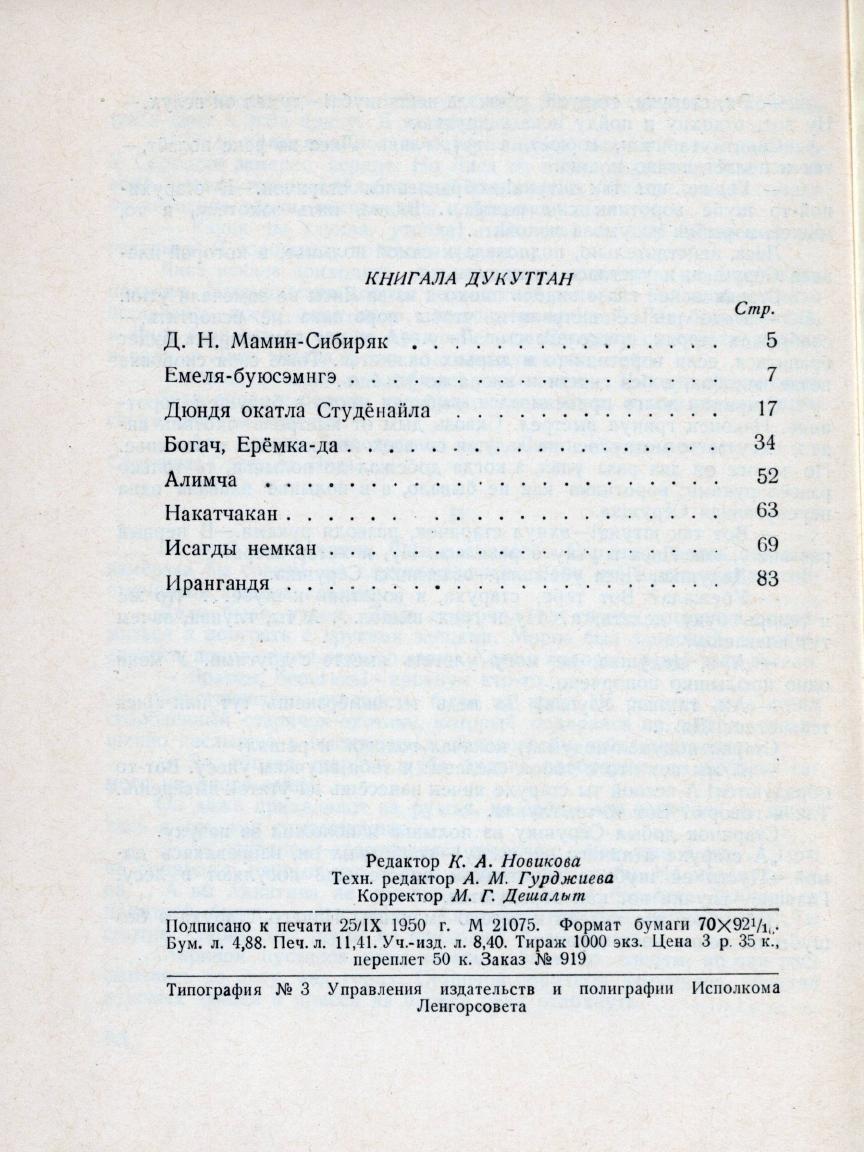 КНИГАЛА ДУКУТТАН
Стр.
Д. Н. Мамин-Сибиряк . . . . . . . . . . . . . 5
Емеля-буюсэмнгэ 7
Дюндя окатла Студёнайла 17
Богач, Ерёмка-да . . . . . . . . . . . . . . 34
Алимча . . . . . . . . . . . . . . . . . 52
Накатчакан . . . . . . . . . . . . . . . . 63
Исагды немкан . . . . . . . . . . . . . . 69
Ирангандя . . . . . . . . . . . . . . . . 83
Редактор К. А. Новикова
Техн. редактор А. М. Гурджиева
Корректор М. Г. Дешалыт
Подписано к печати 25/IX 1950 г. М 21075. Формат бумаги 70×92 1/16.
Бум. л. 4,88. Печ. л. 11,41. Уч.-изд. л. 8,40. Тираж 1000 экз. Цена 3 р. 35 к.,
переплет 50 к. Заказ № 919
Типография № 3 Управления издательств и полиграфии Исполкома
Ленгорсовета